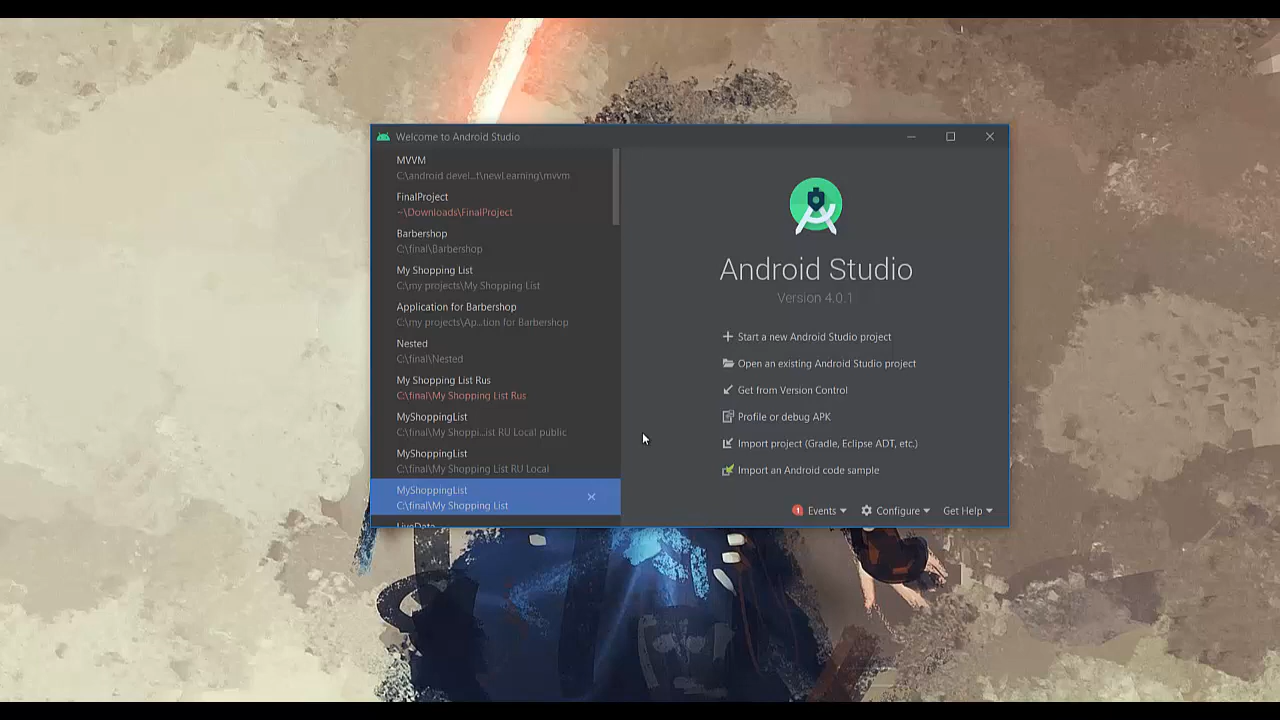 Welcome to Android Studio
MVVM
C:\android devel...t\newLearning\mvvm
FinalProject
~\Downloads\FinalProject
Barbershop
C:\final\Barbershop
My Shopping List
C:\my projects\My Shopping List
Application for Barbershop
C:\my projects\Ap...tion for Barbershop
Nested
C:\final\Nested
My Shopping List Rus
C:\final\My Shopping List Rus
MyShoppingList
C:\final\My Shoppi...ist RU Local public
MyShoppingList
C:\final\My Shopping List RU Local
MyShoppingList
C:\final\My Shopping List
LiveData
Android Studio
Version 4.0.1
Start a new Android Studio project
Open an existing Android Studio project
Get from Version Control
Profile or debug APK
Import project (Gradle, Eclipse ADT, etc.)
Import an Android code sample
1 Events Configure Get Help